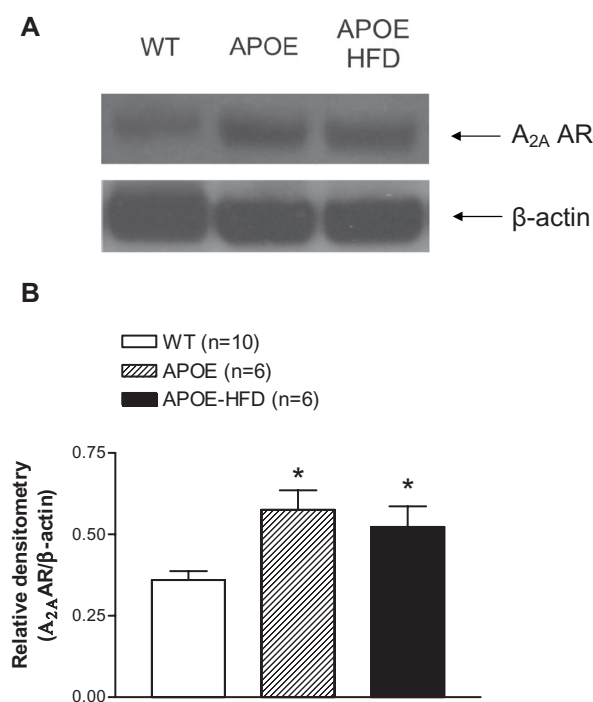 A
WT
APOE
APOE
HFD
A2A AR
β-actin
B
WT (n=10)
APOE (n=6)
APOE-HFD (n=6)
Relative densitometry
(A2A AR/β-actin)
0.75
0.50
0.25
0.00
*
*